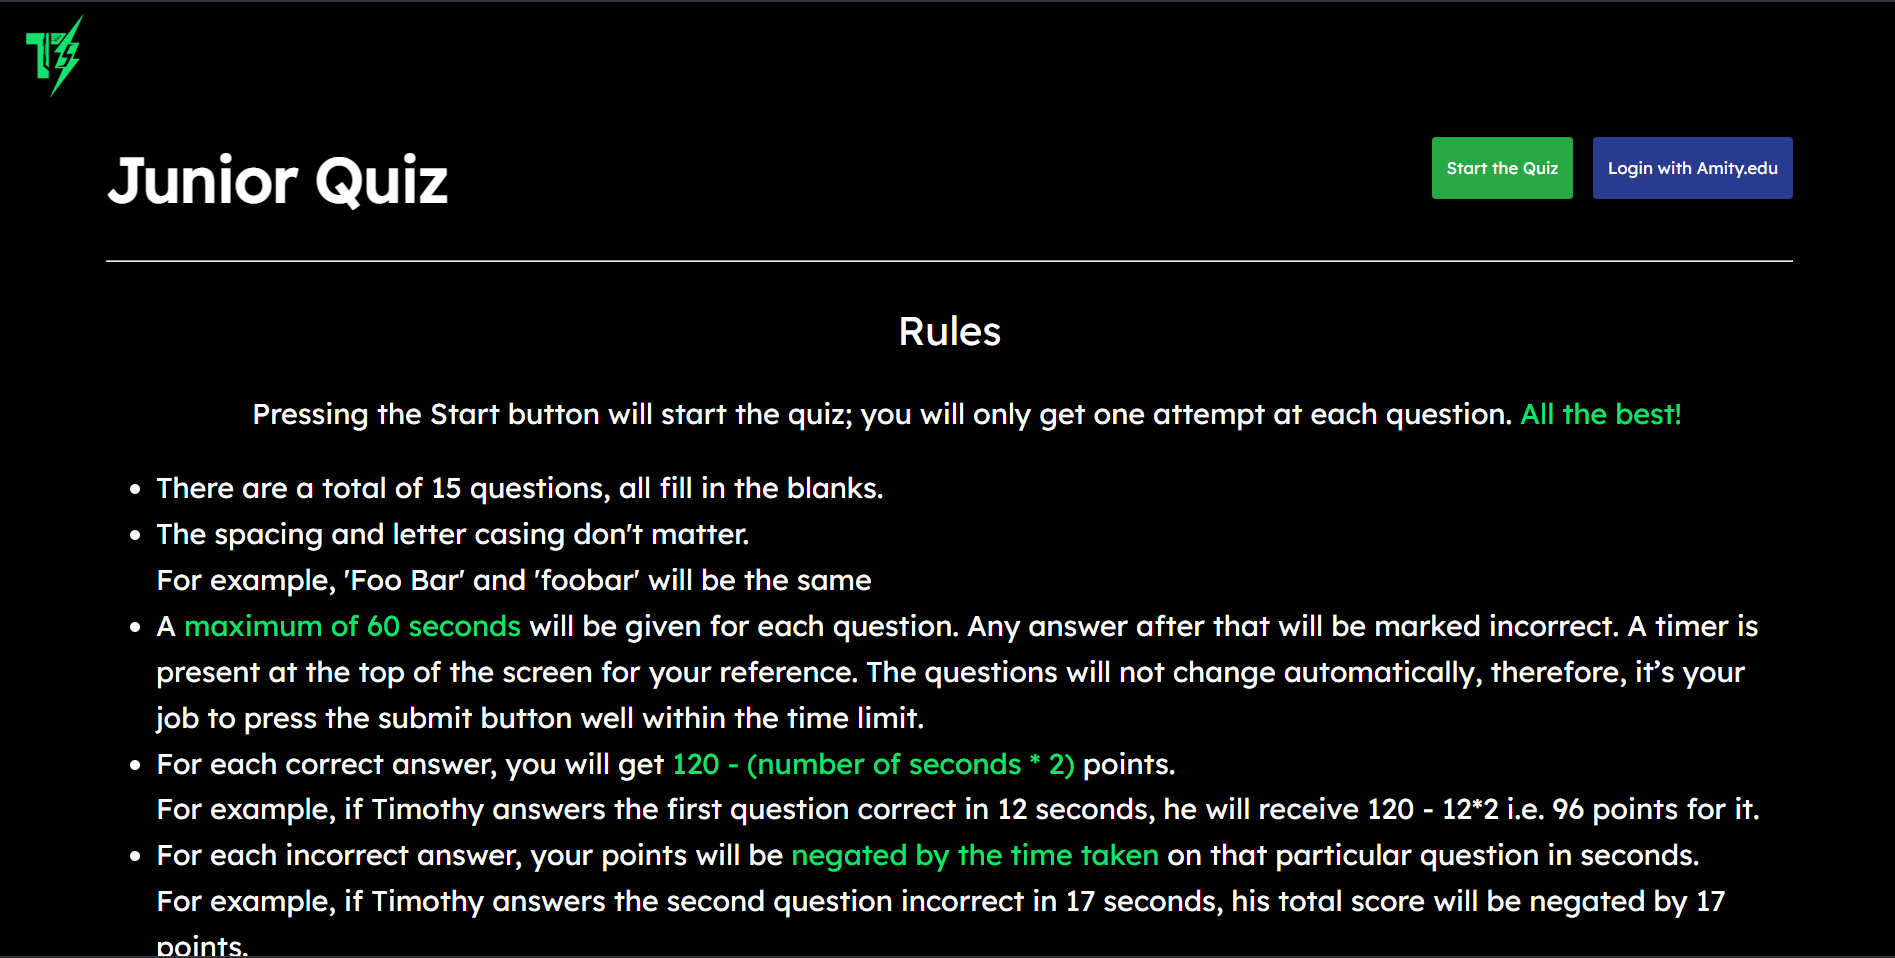 Junior Quiz
Start the Quiz
Login with Amity.edu
Rules
Pressing the Start button will start the quiz; you will only get one attempt at each question. All the best!
• There are a total of 15 questions, all fill in the blanks.
• The spacing and letter casing don't matter.
For example, 'Foo Bar' and 'foobar' will be the same
• A maximum of 60 seconds will be given for each question. Any answer after that will be marked incorrect. A timer is
present at the top of the screen for your reference. The questions will not change automatically, therefore, it’s your
job to press the submit button well within the time limit.
• For each correct answer, you will get 120 - (number of seconds * 2) points.
For example, if Timothy answers the first question correct in 12 seconds, he will receive 120 - 12*2 i.e. 96 points for it.
• For each incorrect answer, your points will be negated by the time taken on that particular question in seconds.
For example, if Timothy answers the second question incorrect in 17 seconds, his total score will be negated by 17
points.